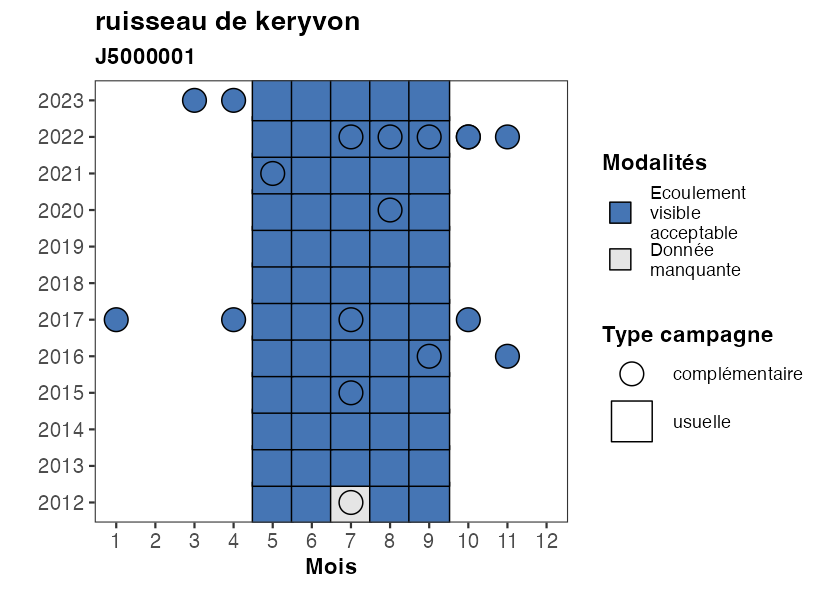 ruisseau de keryvon
J5000001
2023
2022
2021
2020
2019
2018
2017
2016
2015
2014
2013
2012
1 2 3 4 5 6 7 8 9 10 11 12
Mois
Modalités
Ecoulement
visible
acceptable
Donnée
manquante
Type campagne
complémentaire
usuelle